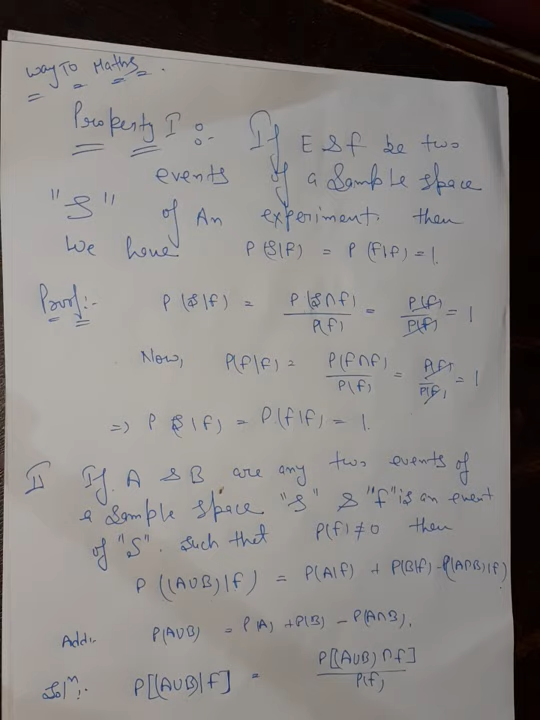 Way To Maths.
Property I :- If E & f be two
events of a Sample space
"S" of An experiment. then
We have P(S|f) = P(f|f) = 1.
Proof:- P(S|f) = P(S∩f)/P(f) = P(f)/P(f) = 1
Now, P(f|f) = P(f∩f)/P(f) = P(f)/P(f) = 1
=> P(S|f) = P(f|f) = 1.
II If A & B are any two events of
a Sample space "S" & "f" is an event
of "S". Such that P(f) ≠ 0 then
P((A∪B)|f) = P(A|f) + P(B|f) - P((A∩B)|f)
Add. P(A∪B) = P(A) + P(B) - P(A∩B).
Solⁿ:- P[(A∪B)|f] = P[(A∪B)∩f]/P(f)